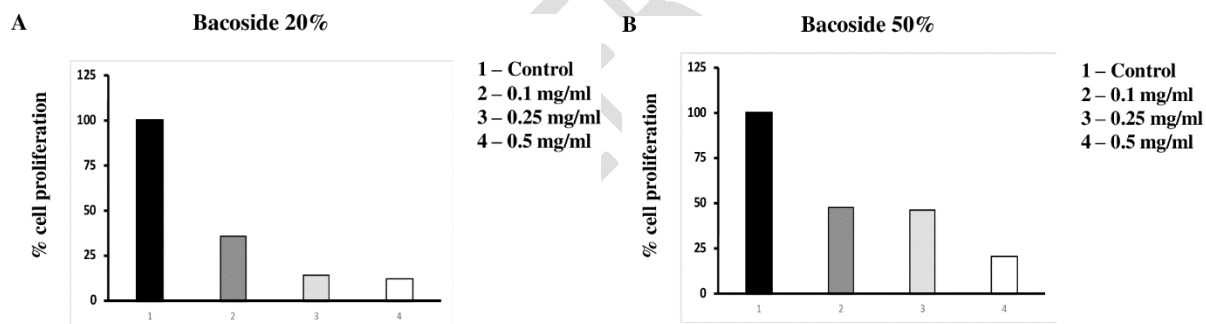 A
Bacoside 20%
% cell proliferation
125
100
75
50
25
0
1
2
3
4
1 – Control
2 – 0.1 mg/ml
3 – 0.25 mg/ml
4 – 0.5 mg/ml
B
Bacoside 50%
% cell proliferation
125
100
75
50
25
0
1
2
3
4
1 – Control
2 – 0.1 mg/ml
3 – 0.25 mg/ml
4 – 0.5 mg/ml